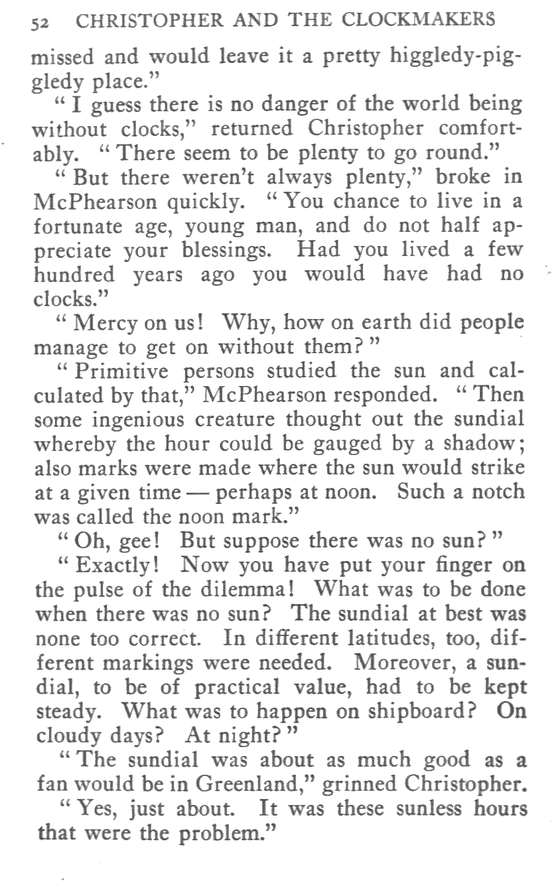 52 CHRISTOPHER AND THE CLOCKMAKERS
missed and would leave it a pretty higgledy-pig-
gledy place.”
“ I guess there is no danger of the world being
without clocks,” returned Christopher comfort-
ably. “ There seem to be plenty to go round.”
“ But there weren't always plenty,” broke in
McPhearson quickly. “ You chance to live in a
fortunate age, young man, and do not half ap-
preciate your blessings. Had you lived a few
hundred years ago you would have had no
clocks.”
“ Mercy on us! Why, how on earth did people
manage to get on without them? ”
“ Primitive persons studied the sun and cal-
culated by that,” McPhearson responded. “ Then
some ingenious creature thought out the sundial
whereby the hour could be gauged by a shadow;
also marks were made where the sun would strike
at a given time — perhaps at noon. Such a notch
was called the noon mark.”
“ Oh, gee! But suppose there was no sun? ”
“ Exactly! Now you have put your finger on
the pulse of the dilemma! What was to be done
when there was no sun? The sundial at best was
none too correct. In different latitudes, too, dif-
ferent markings were needed. Moreover, a sun-
dial, to be of practical value, had to be kept
steady. What was to happen on shipboard? On
cloudy days? At night? ”
“ The sundial was about as much good as a
fan would be in Greenland,” grinned Christopher.
“ Yes, just about. It was these sunless hours
that were the problem.”